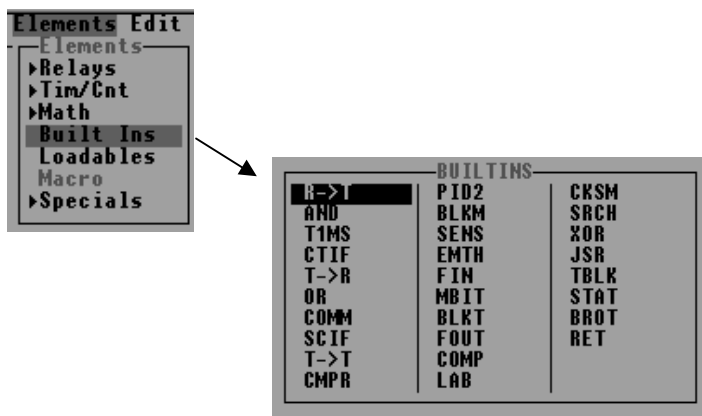 Elements Edit
Elements
Relays
Tim/Cnt
Math
Built Ins
Loadables
Macro
Specials
BUILTINS
R->T
AND
T1MS
CTIF
T->R
OR
COMM
SCIF
T->T
CMPR
PID2
BLKM
SENS
EMTH
FIN
MBIT
BLKT
FOUT
COMP
LAB
CKSM
SRCH
XOR
JSR
TBLK
STAT
BROT
RET